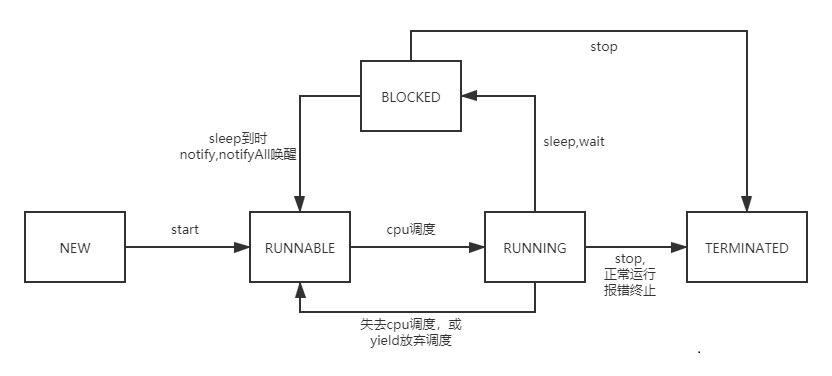 stop
BLOCKED
sleep到时
notify,notifyAll唤醒
sleep,wait
NEW
start
RUNNABLE
cpu调度
RUNNING
stop,
正常运行
报错终止
TERMINATED
失去cpu调度，或
yield放弃调度
.